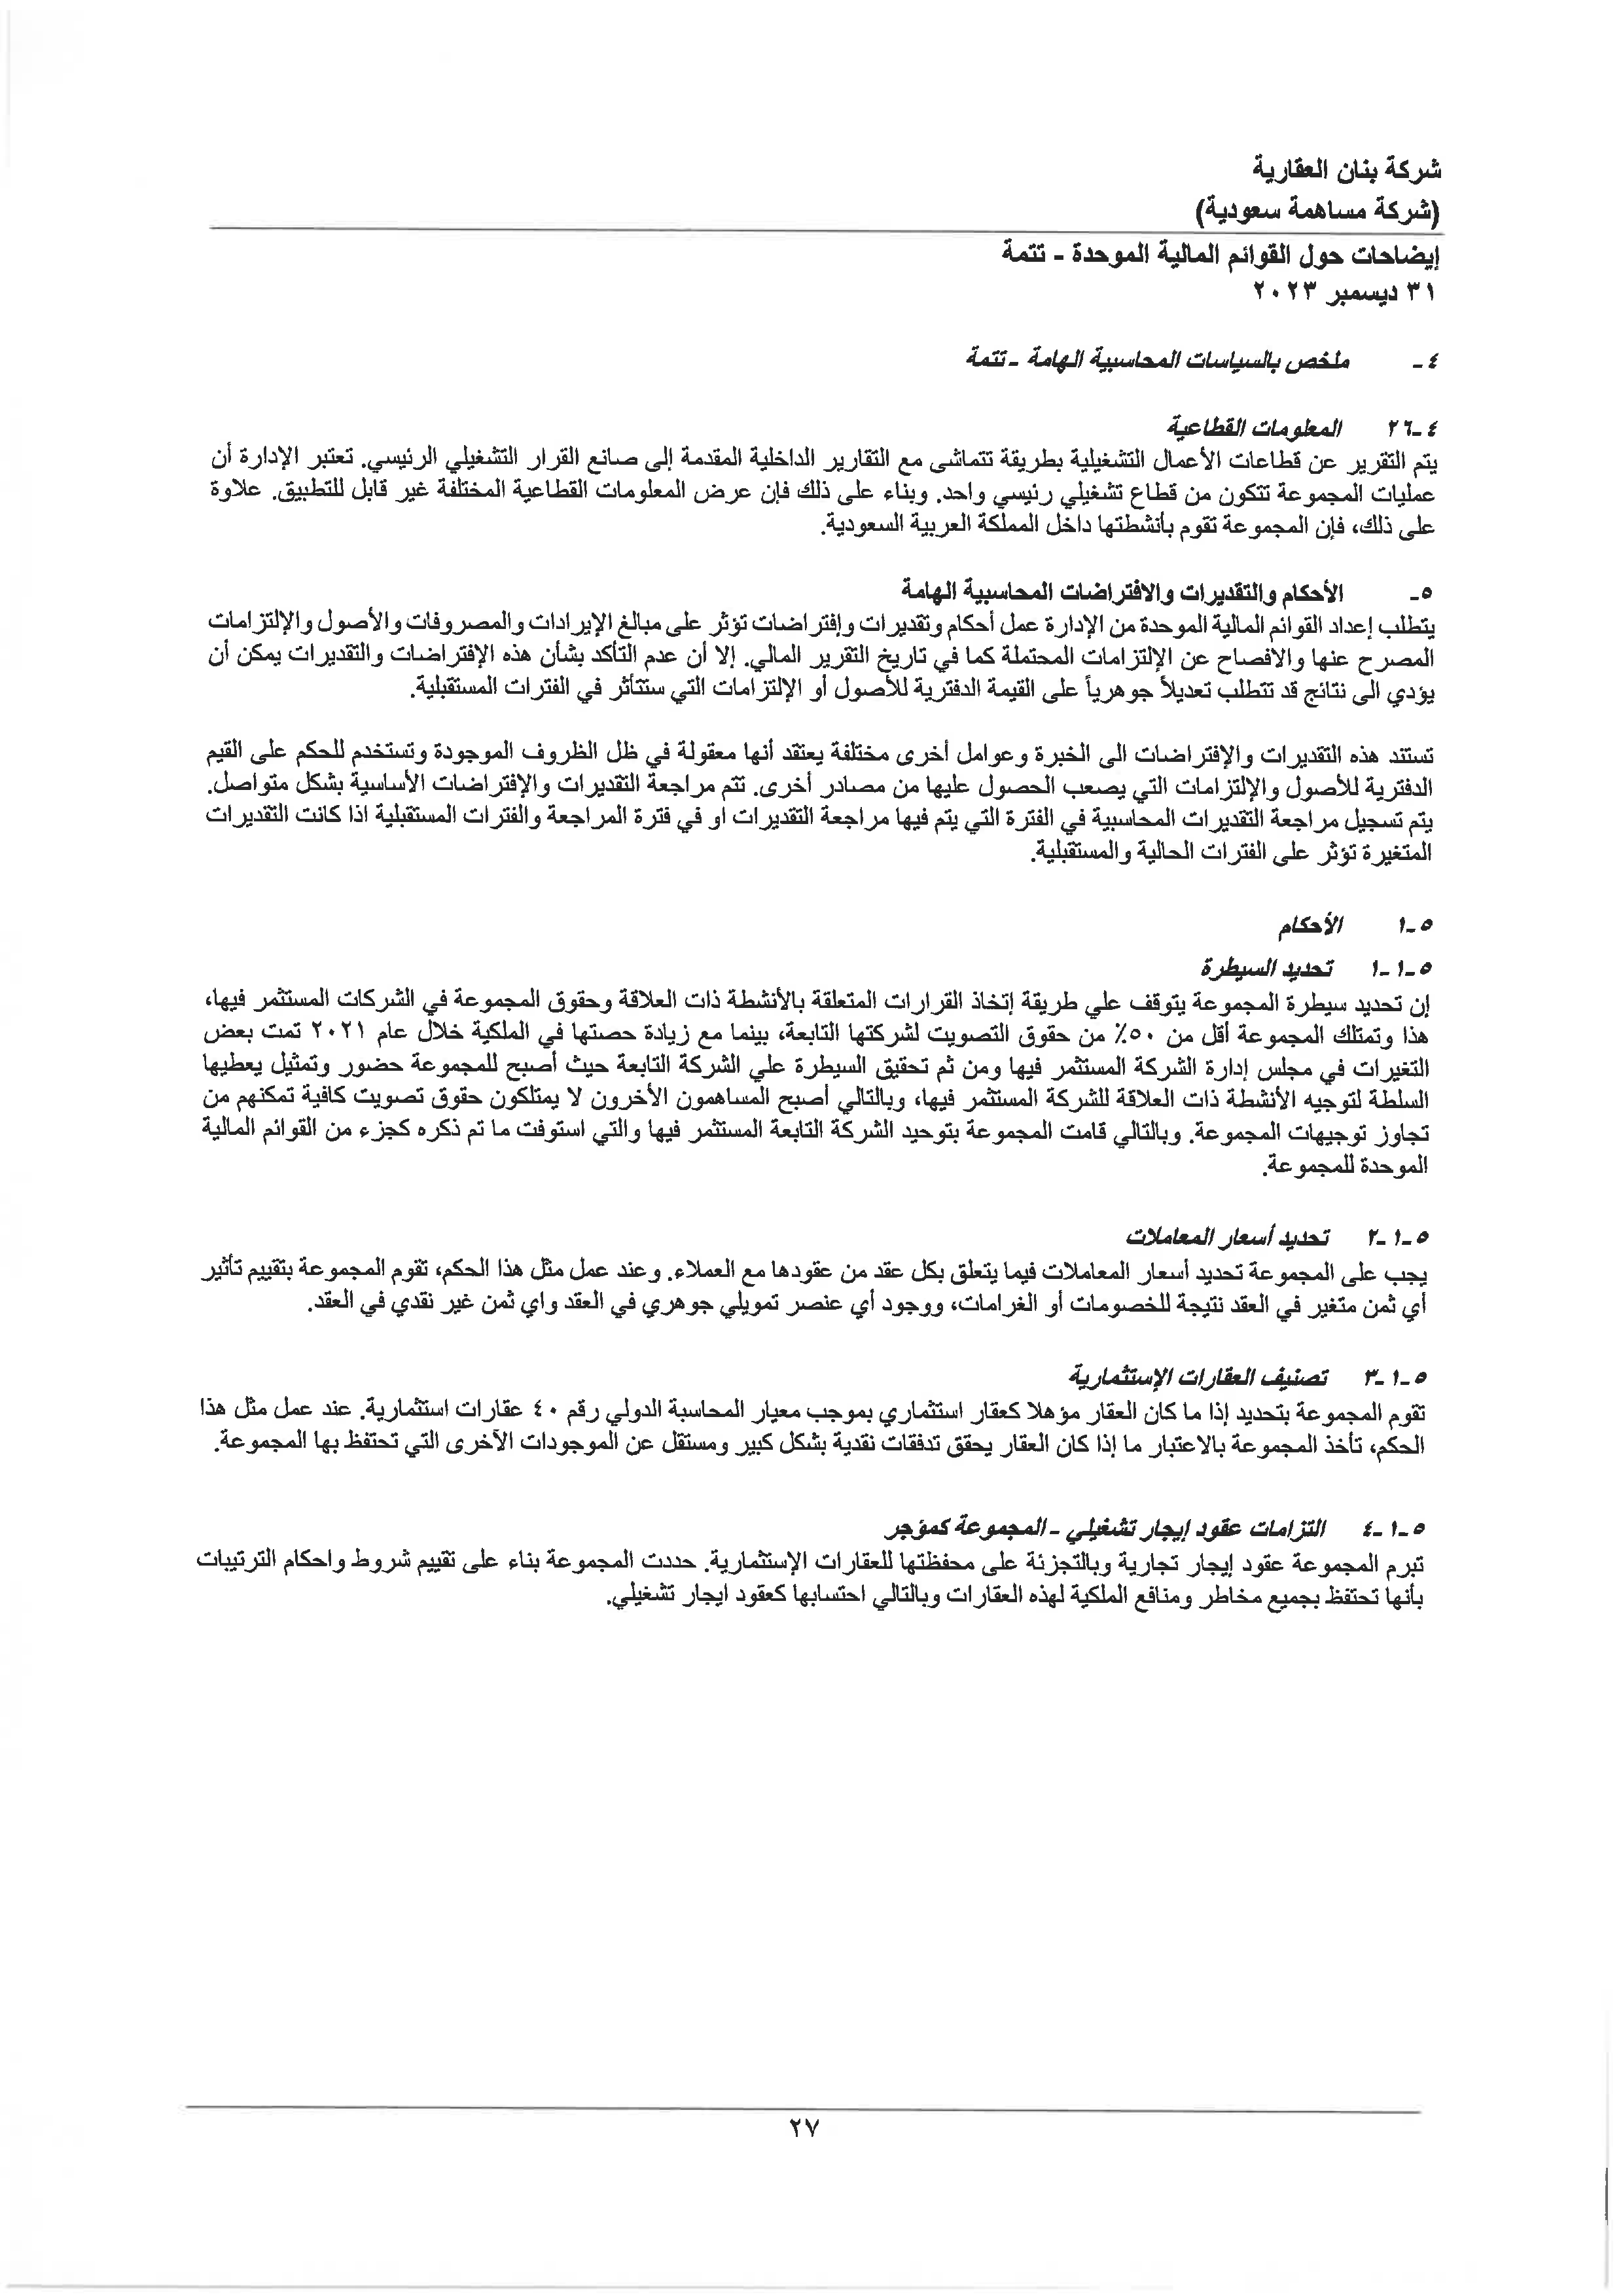 شركة بنان العقارية
(شركة مساهمة سعودية)
إيضاحات حول القوائم المالية الموحدة - تتمة
٣١ ديسمبر ٢٠٢٣
٤- ملخص بالسياسات المحاسبية الهامة - تتمة
٤-٢٦ المعلومات القطاعية
يتم التقرير عن قطاعات الأعمال التشغيلية بطريقة تتماشى مع التقارير الداخلية المقدمة إلى صانع القرار التشغيلي الرئيسي. تعتبر الإدارة أن
عمليات المجموعة تتكون من قطاع تشغيلي رئيسي واحد. وبناء على ذلك فإن عرض المعلومات القطاعية المختلفة غير قابل للتطبيق. علاوة
على ذلك، فإن المجموعة تقوم بأنشطتها داخل المملكة العربية السعودية.
٥- الأحكام والتقديرات والافتراضات المحاسبية الهامة
يتطلب إعداد القوائم المالية الموحدة من الإدارة عمل أحكام وتقديرات وإفتراضات تؤثر على مبالغ الإيرادات والمصروفات والأصول والإلتزامات
المصرح عنها والافصاح عن الإلتزامات المحتملة كما في تاريخ التقرير المالي. إلا أن عدم التأكد بشأن هذه الإفتراضات والتقديرات يمكن أن
يؤدي الى نتائج قد تتطلب تعديلاً جوهرياً على القيمة الدفترية للأصول أو الإلتزامات التي ستتأثر في الفترات المستقبلية.
تستند هذه التقديرات والإفتراضات الى الخبرة وعوامل أخرى مختلفة يعتقد أنها معقولة في ظل الظروف الموجودة وتستخدم للحكم على القيم
الدفترية للأصول والإلتزامات التي يصعب الحصول عليها من مصادر أخرى. تتم مراجعة التقديرات والإفتراضات الأساسية بشكل متواصل.
يتم تسجيل مراجعة التقديرات المحاسبية في الفترة التي يتم فيها مراجعة التقديرات او في فترة المراجعة والفترات المستقبلية اذا كانت التقديرات
المتغيرة تؤثر على الفترات الحالية والمستقبلية.
٥-١ الأحكام
٥-١-١ تحديد السيطرة
إن تحديد سيطرة المجموعة يتوقف علي طريقة إتخاذ القرارات المتعلقة بالأنشطة ذات العلاقة وحقوق المجموعة في الشركات المستثمر فيها،
هذا وتمتلك المجموعة أقل من ٥٠٪ من حقوق التصويت لشركتها التابعة، بينما مع زيادة حصتها في الملكية خلال عام ٢٠٢١ تمت بعض
التغيرات في مجلس إدارة الشركة المستثمر فيها ومن ثم تحقيق السيطرة علي الشركة التابعة حيث أصبح للمجموعة حضور وتمثيل يعطيها
السلطة لتوجيه الأنشطة ذات العلاقة للشركة المستثمر فيها، وبالتالي أصبح المساهمون الأخرون لا يمتلكون حقوق تصويت كافية تمكنهم من
تجاوز توجيهات المجموعة. وبالتالي قامت المجموعة بتوحيد الشركة التابعة المستثمر فيها والتي استوفت ما تم ذكره كجزء من القوائم المالية
الموحدة للمجموعة.
٥-١-٢ تحديد أسعار المعاملات
يجب على المجموعة تحديد أسعار المعاملات فيما يتعلق بكل عقد من عقودها مع العملاء. وعند عمل مثل هذا الحكم، تقوم المجموعة بتقييم تأثير
أي ثمن متغير في العقد نتيجة للخصومات أو الغرامات، ووجود أي عنصر تمويلي جوهري في العقد واي ثمن غير نقدي في العقد.
٥-١-٣ تصنيف العقارات الإستثمارية
تقوم المجموعة بتحديد إذا ما كان العقار مؤهلا كعقار استثماري بموجب معيار المحاسبة الدولي رقم ٤٠ عقارات استثمارية. عند عمل مثل هذا
الحكم، تأخذ المجموعة بالاعتبار ما إذا كان العقار يحقق تدفقات نقدية بشكل كبير ومستقل عن الموجودات الآخرى التي تحتفظ بها المجموعة.
٥-١-٤ التزامات عقود إيجار تشغيلي - المجموعة كمؤجر
تبرم المجموعة عقود إيجار تجارية وبالتجزئة على محفظتها للعقارات الإستثمارية. حددت المجموعة بناء على تقييم شروط واحكام الترتيبات
بأنها تحتفظ بجميع مخاطر ومنافع الملكية لهذه العقارات وبالتالي احتسابها كعقود ايجار تشغيلي.
٢٧